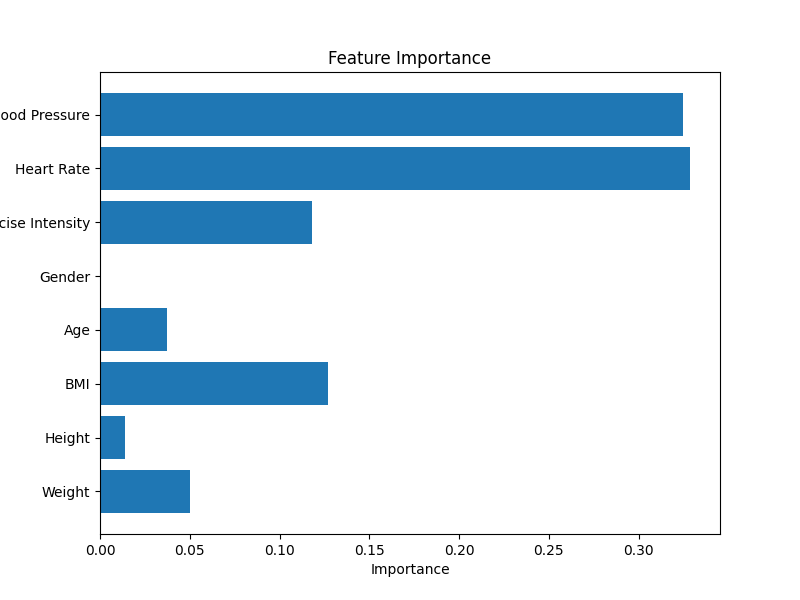 Feature Importance
ood Pressure
Heart Rate
cise Intensity
Gender
Age
BMI
Height
Weight
0.00 0.05 0.10 0.15 0.20 0.25 0.30
Importance